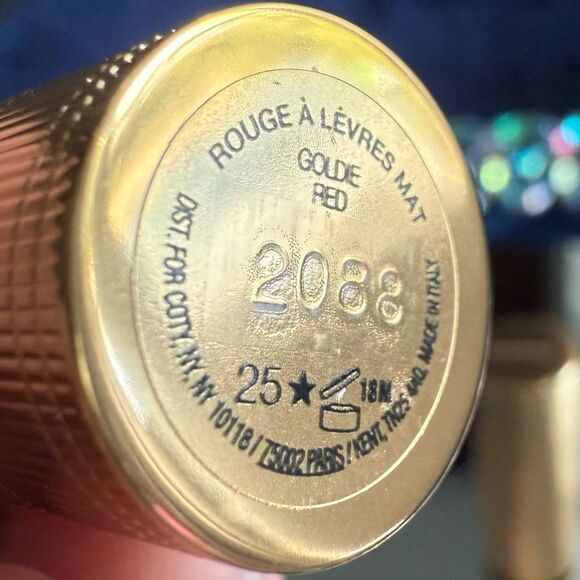 ROUGE À LÈVRES MAT
GOLDIE
RED
2088
25★ 18M
DIST. FOR COTY, NY, NY 10118 / 75002 PARIS / KENT, TN25 4AQ. MADE IN ITALY